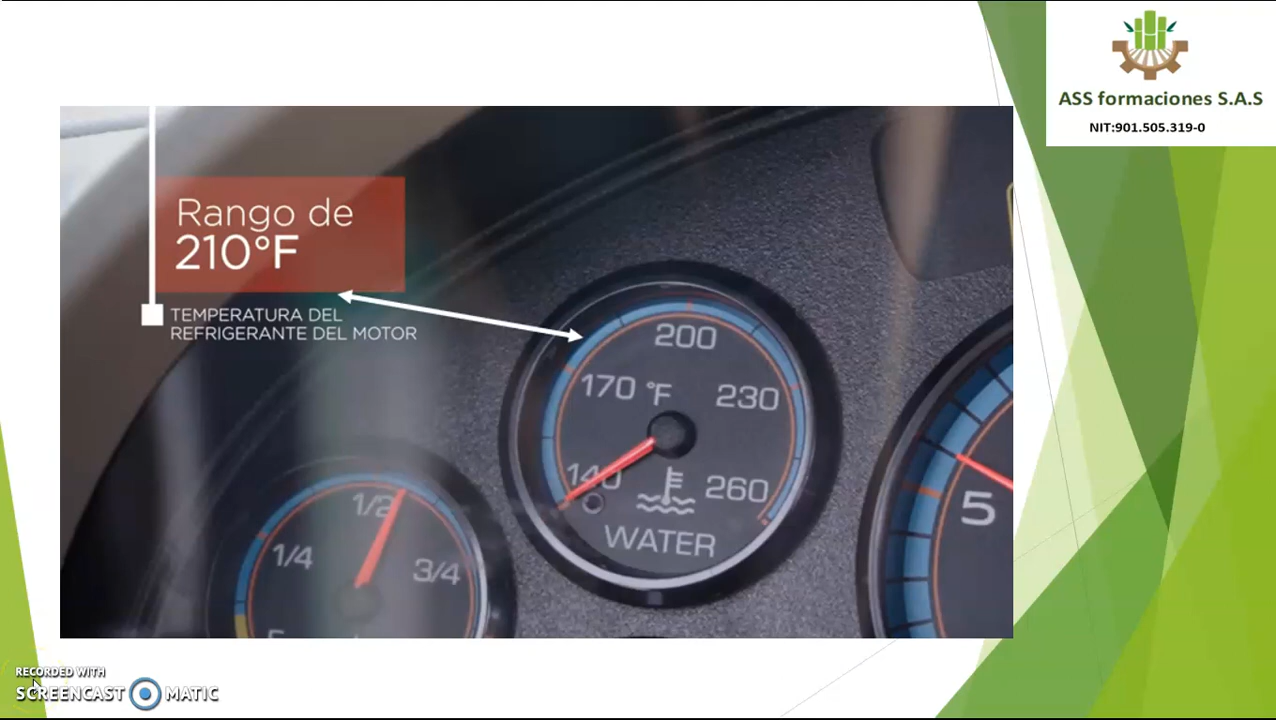 ASS formaciones S.A.S
NIT:901.505.319-0
Rango de
210°F
TEMPERATURA DEL
REFRIGERANTE DEL MOTOR
200
170 °F 230
140 260
WATER
1/2
1/4 3/4
5
RECORDED WITH
SCREENCAST MATIC